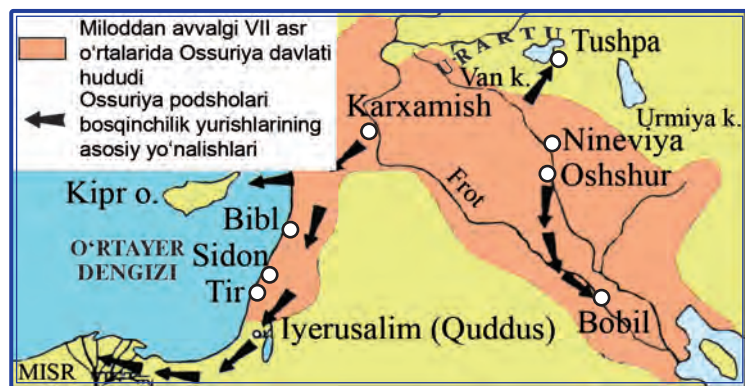 Miloddan avvalgi VII asr
o‘rtalarida Ossuriya davlati
hududi
Ossuriya podsholari
bosqinchilik yurishlarining
asosiy yo‘nalishlari
URARTU
Tushpa
Van k.
Urmiya k.
Karxamish
Nineviya
Oshshur
Kipr o.
Frot
Bibl
O‘RTAYER
DENGIZI
Sidon
Tir
Iyerusalim (Quddus)
Bobil
MISR